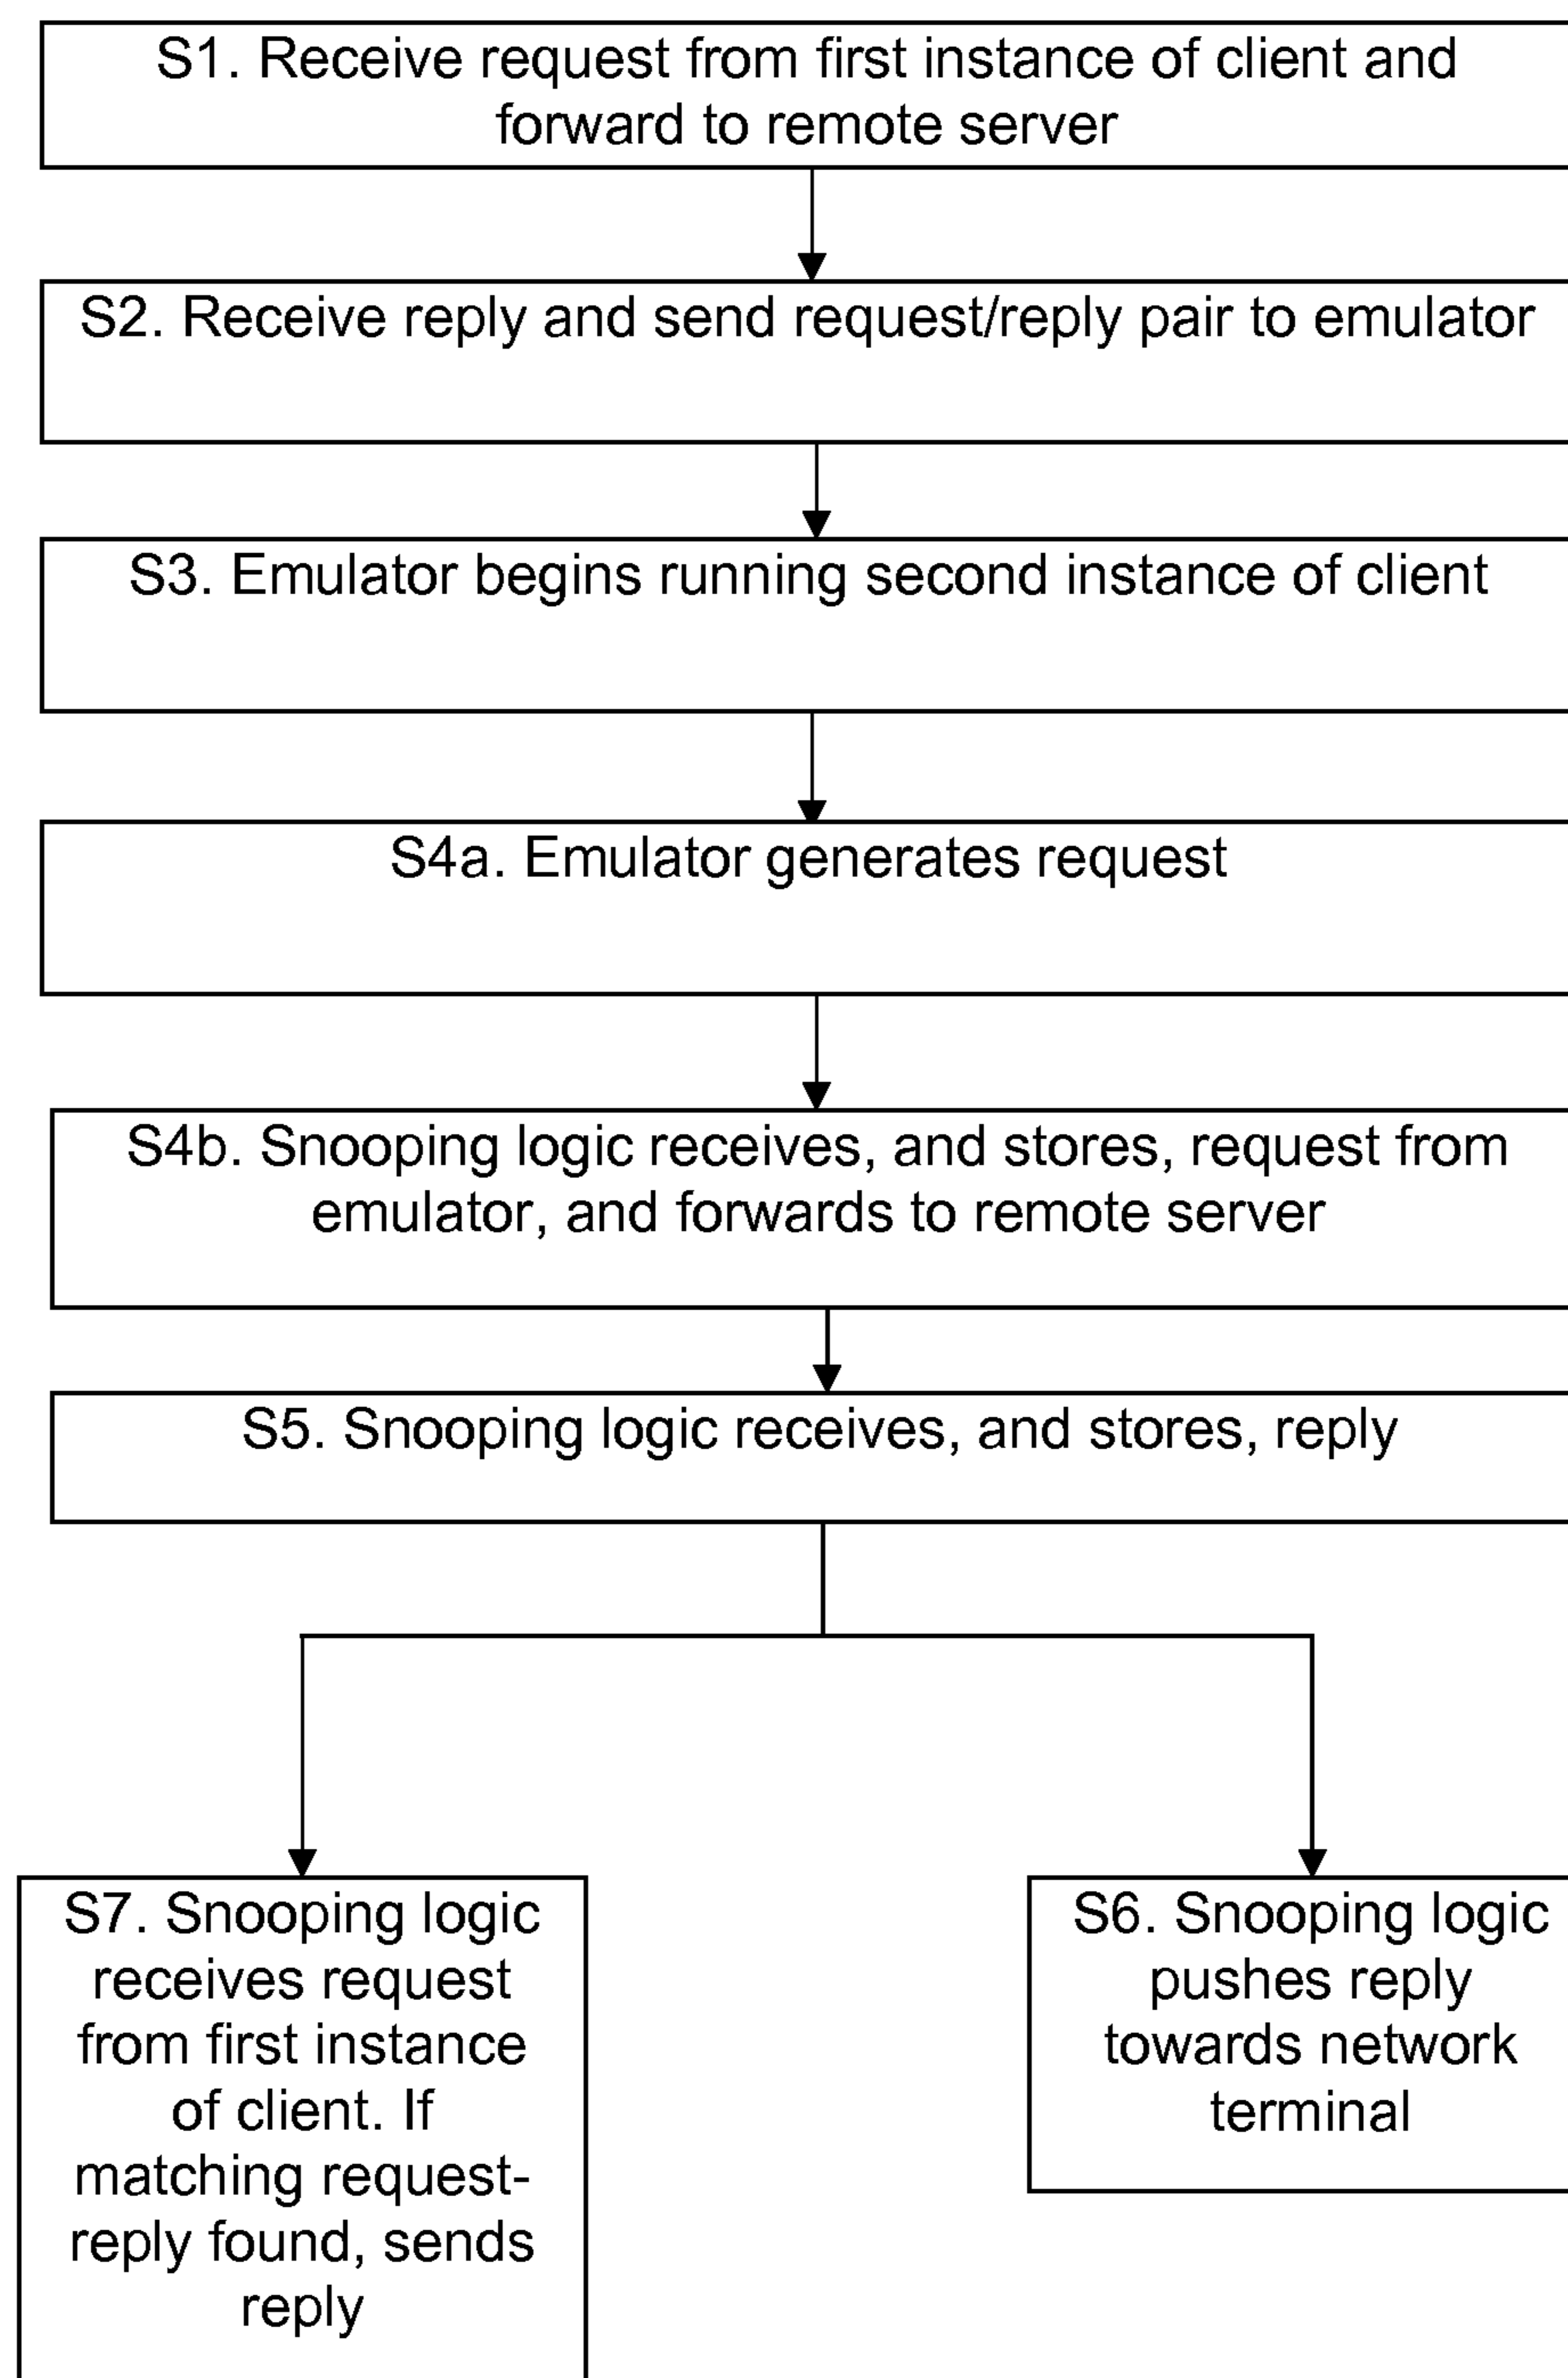 S1. Receive request from first instance of client and
forward to remote server
S2. Receive reply and send request/reply pair to emulator
S3. Emulator begins running second instance of client
S4a. Emulator generates request
S4b. Snooping logic receives, and stores, request from
emulator, and forwards to remote server
S5. Snooping logic receives, and stores, reply
S7. Snooping logic
receives request
from first instance
of client. If
matching request-
reply found, sends
reply
S6. Snooping logic
pushes reply
towards network
terminal